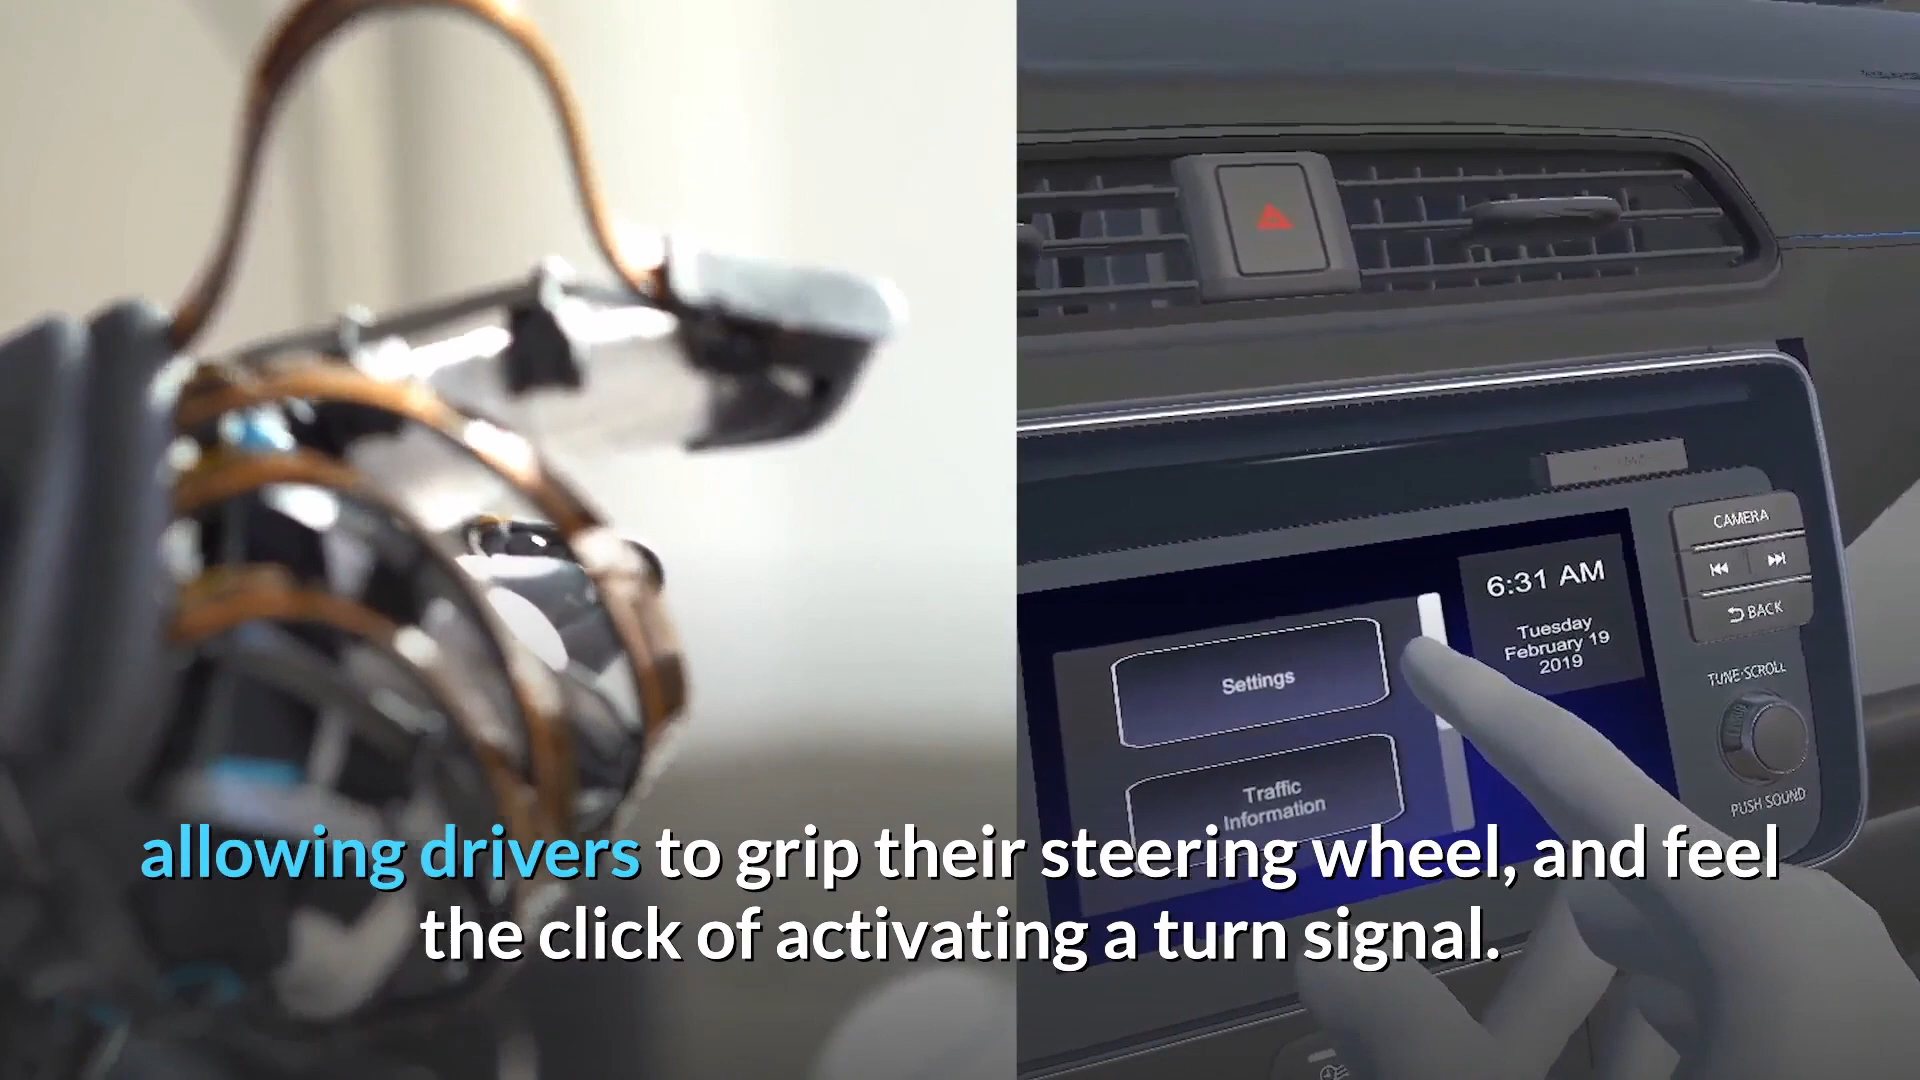 CAMERA
BACK
TUNE·SCROLL
PUSH SOUND
6:31 AM
Tuesday
February 19
2019
Settings
Traffic
Information
allowing drivers to grip their steering wheel, and feel
the click of activating a turn signal.